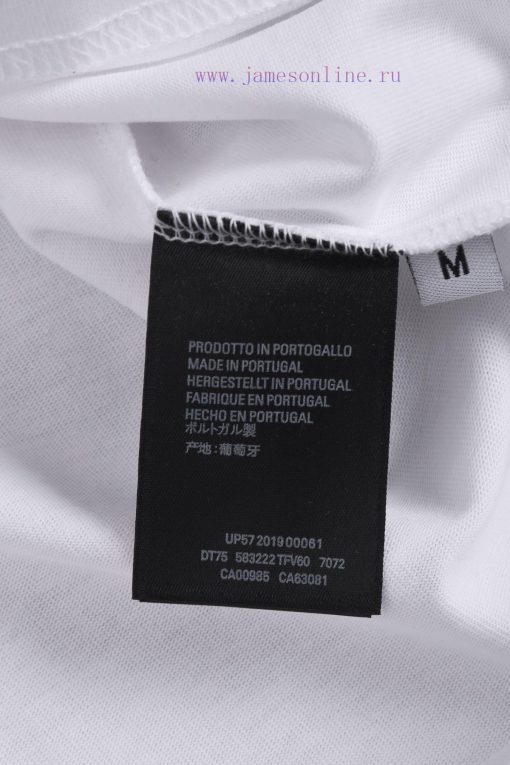 www.jamesonline.ru
M
PRODOTTO IN PORTOGALLO
MADE IN PORTUGAL
HERGESTELLT IN PORTUGAL
FABRIQUE EN PORTUGAL
HECHO EN PORTUGAL
ポルトガル製
产地:葡萄牙
UP57 2019 00061
DT75 583222 TFV60 7072
CA00985 CA63081